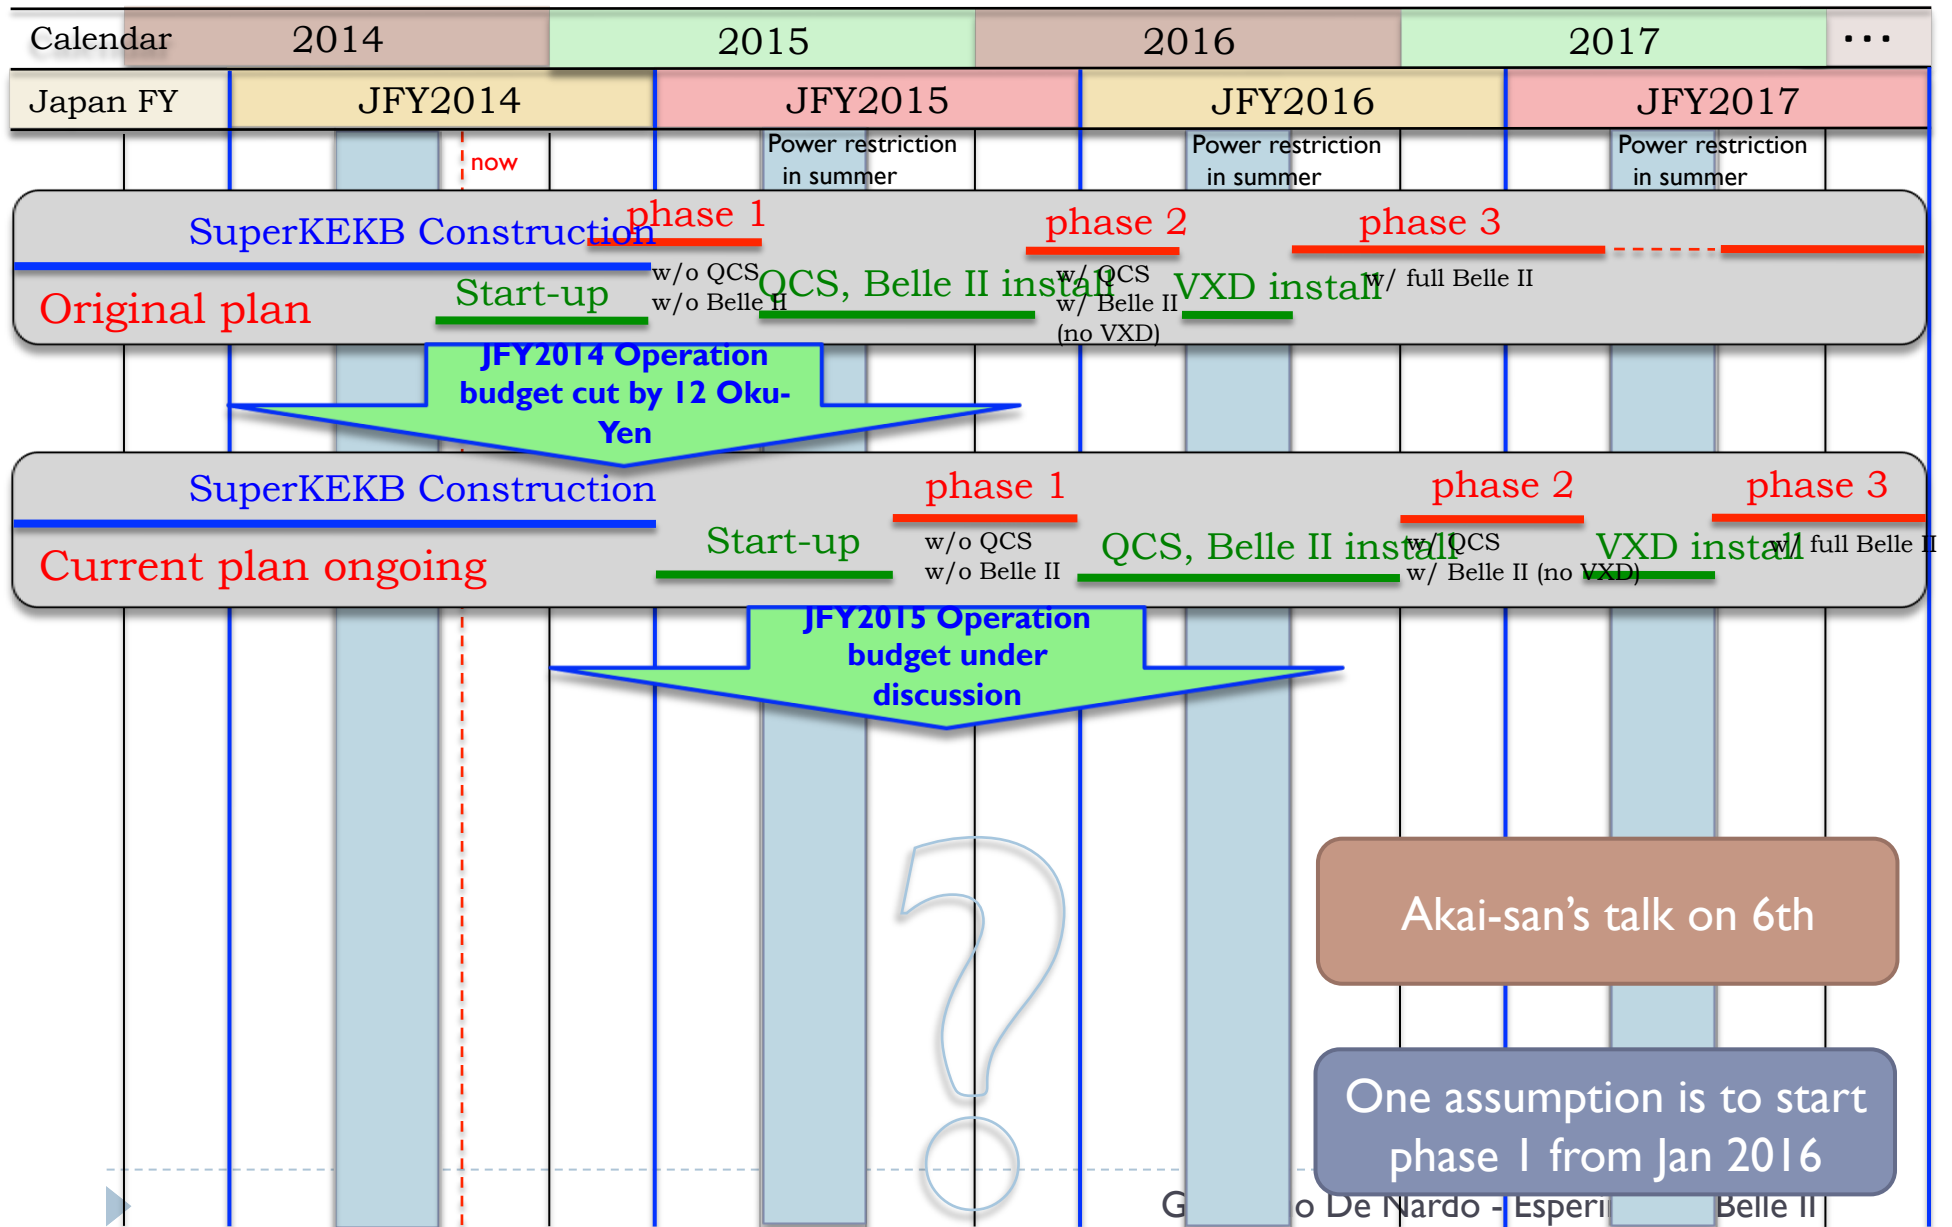 Calendar 2014 2015 2016 2017 ...
Japan FY JFY2014 JFY2015 JFY2016 JFY2017
now
Power restriction
in summer
Power restriction
in summer
Power restriction
in summer
SuperKEKB Construction
phase 1
phase 2
phase 3
w/o QCS
w/o Belle II
w/ QCS
w/ Belle II
(no VXD)
w/ full Belle II
Start-up
QCS, Belle II install
VXD install
Original plan
JFY2014 Operation
budget cut by 12 Oku-
Yen
SuperKEKB Construction
phase 1
phase 2
phase 3
Start-up
w/o QCS
w/o Belle II
QCS, Belle II install
w/ QCS
w/ Belle II (no VXD)
VXD install
w/ full Belle II
Current plan ongoing
JFY2015 Operation
budget under
discussion
?
Akai-san's talk on 6th
One assumption is to start
phase 1 from Jan 2016
De Nardo - Belle II